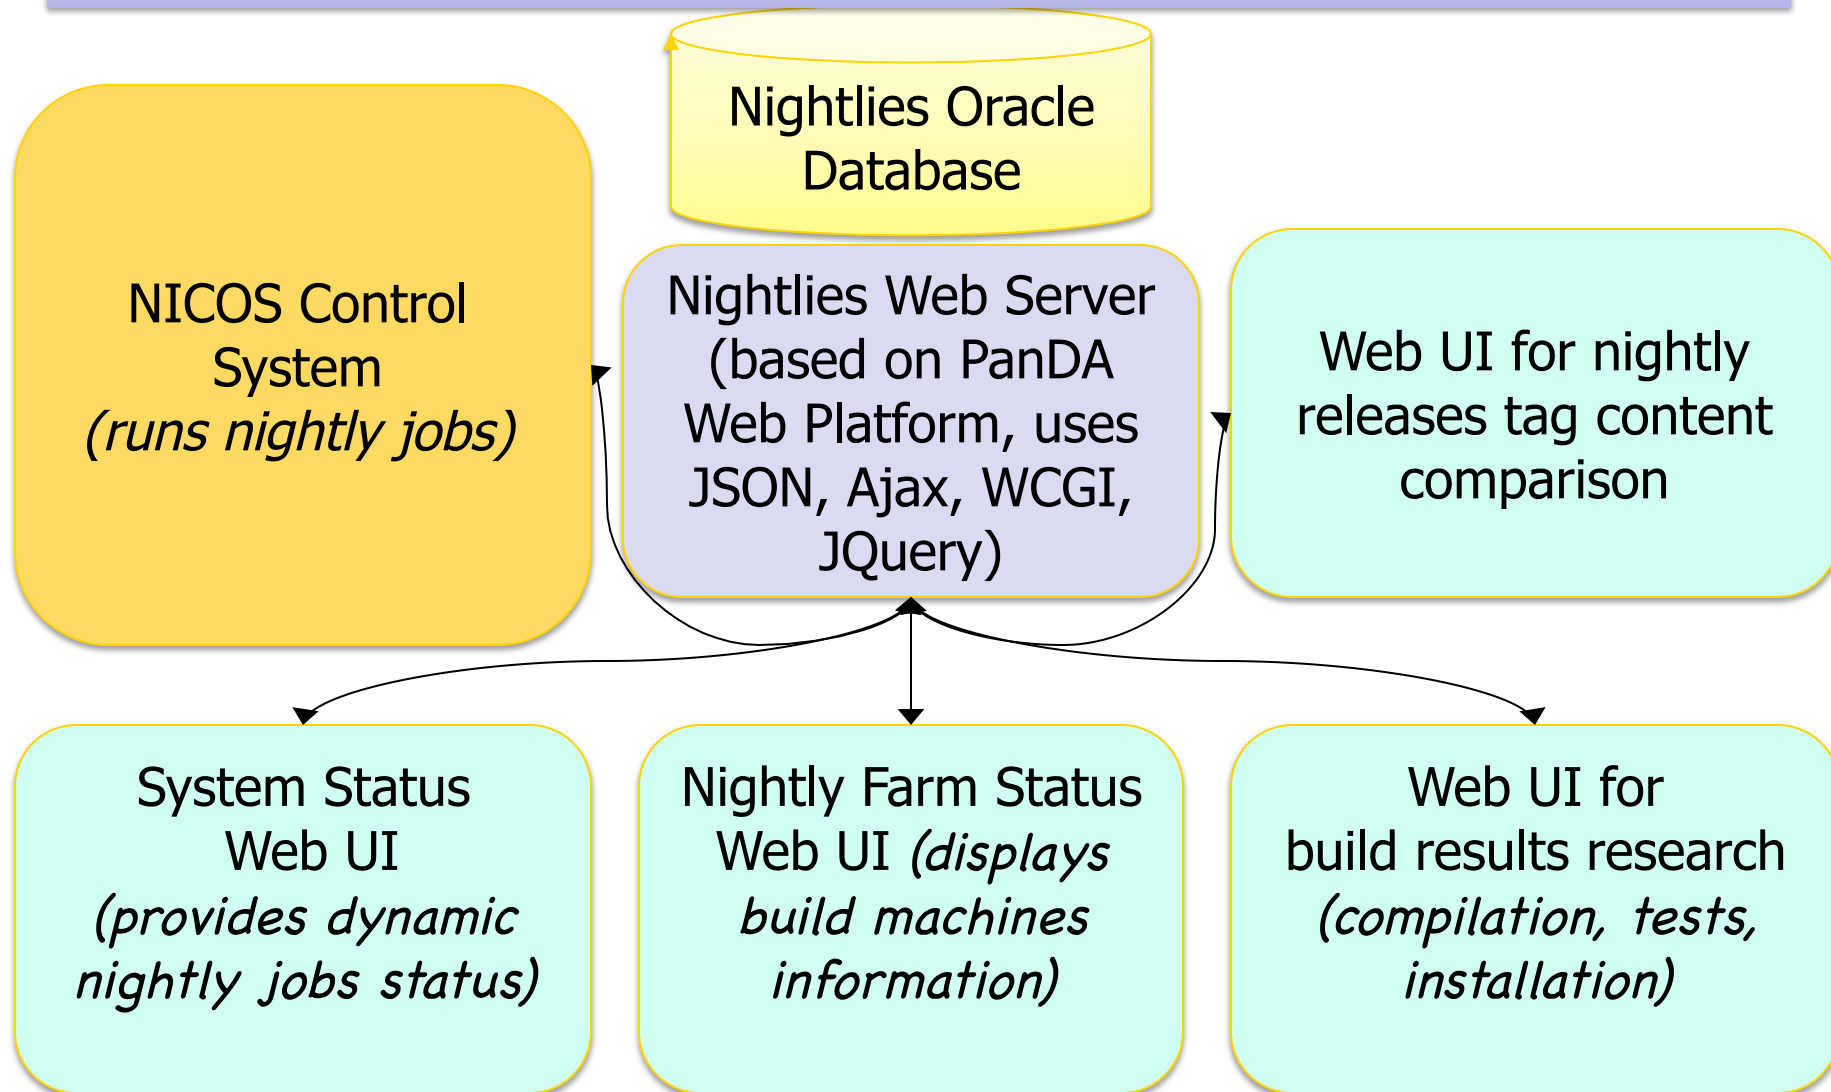 Nightlies Oracle
Database
NICOS Control
System
(runs nightly jobs)
Nightlies Web Server
(based on PanDA
Web Platform, uses
JSON, Ajax, WCGI,
JQuery)
Web UI for nightly
releases tag content
comparison
System Status
Web UI
(provides dynamic
nightly jobs status)
Nightly Farm Status
Web UI (displays
build machines
information)
Web UI for
build results research
(compilation, tests,
installation)